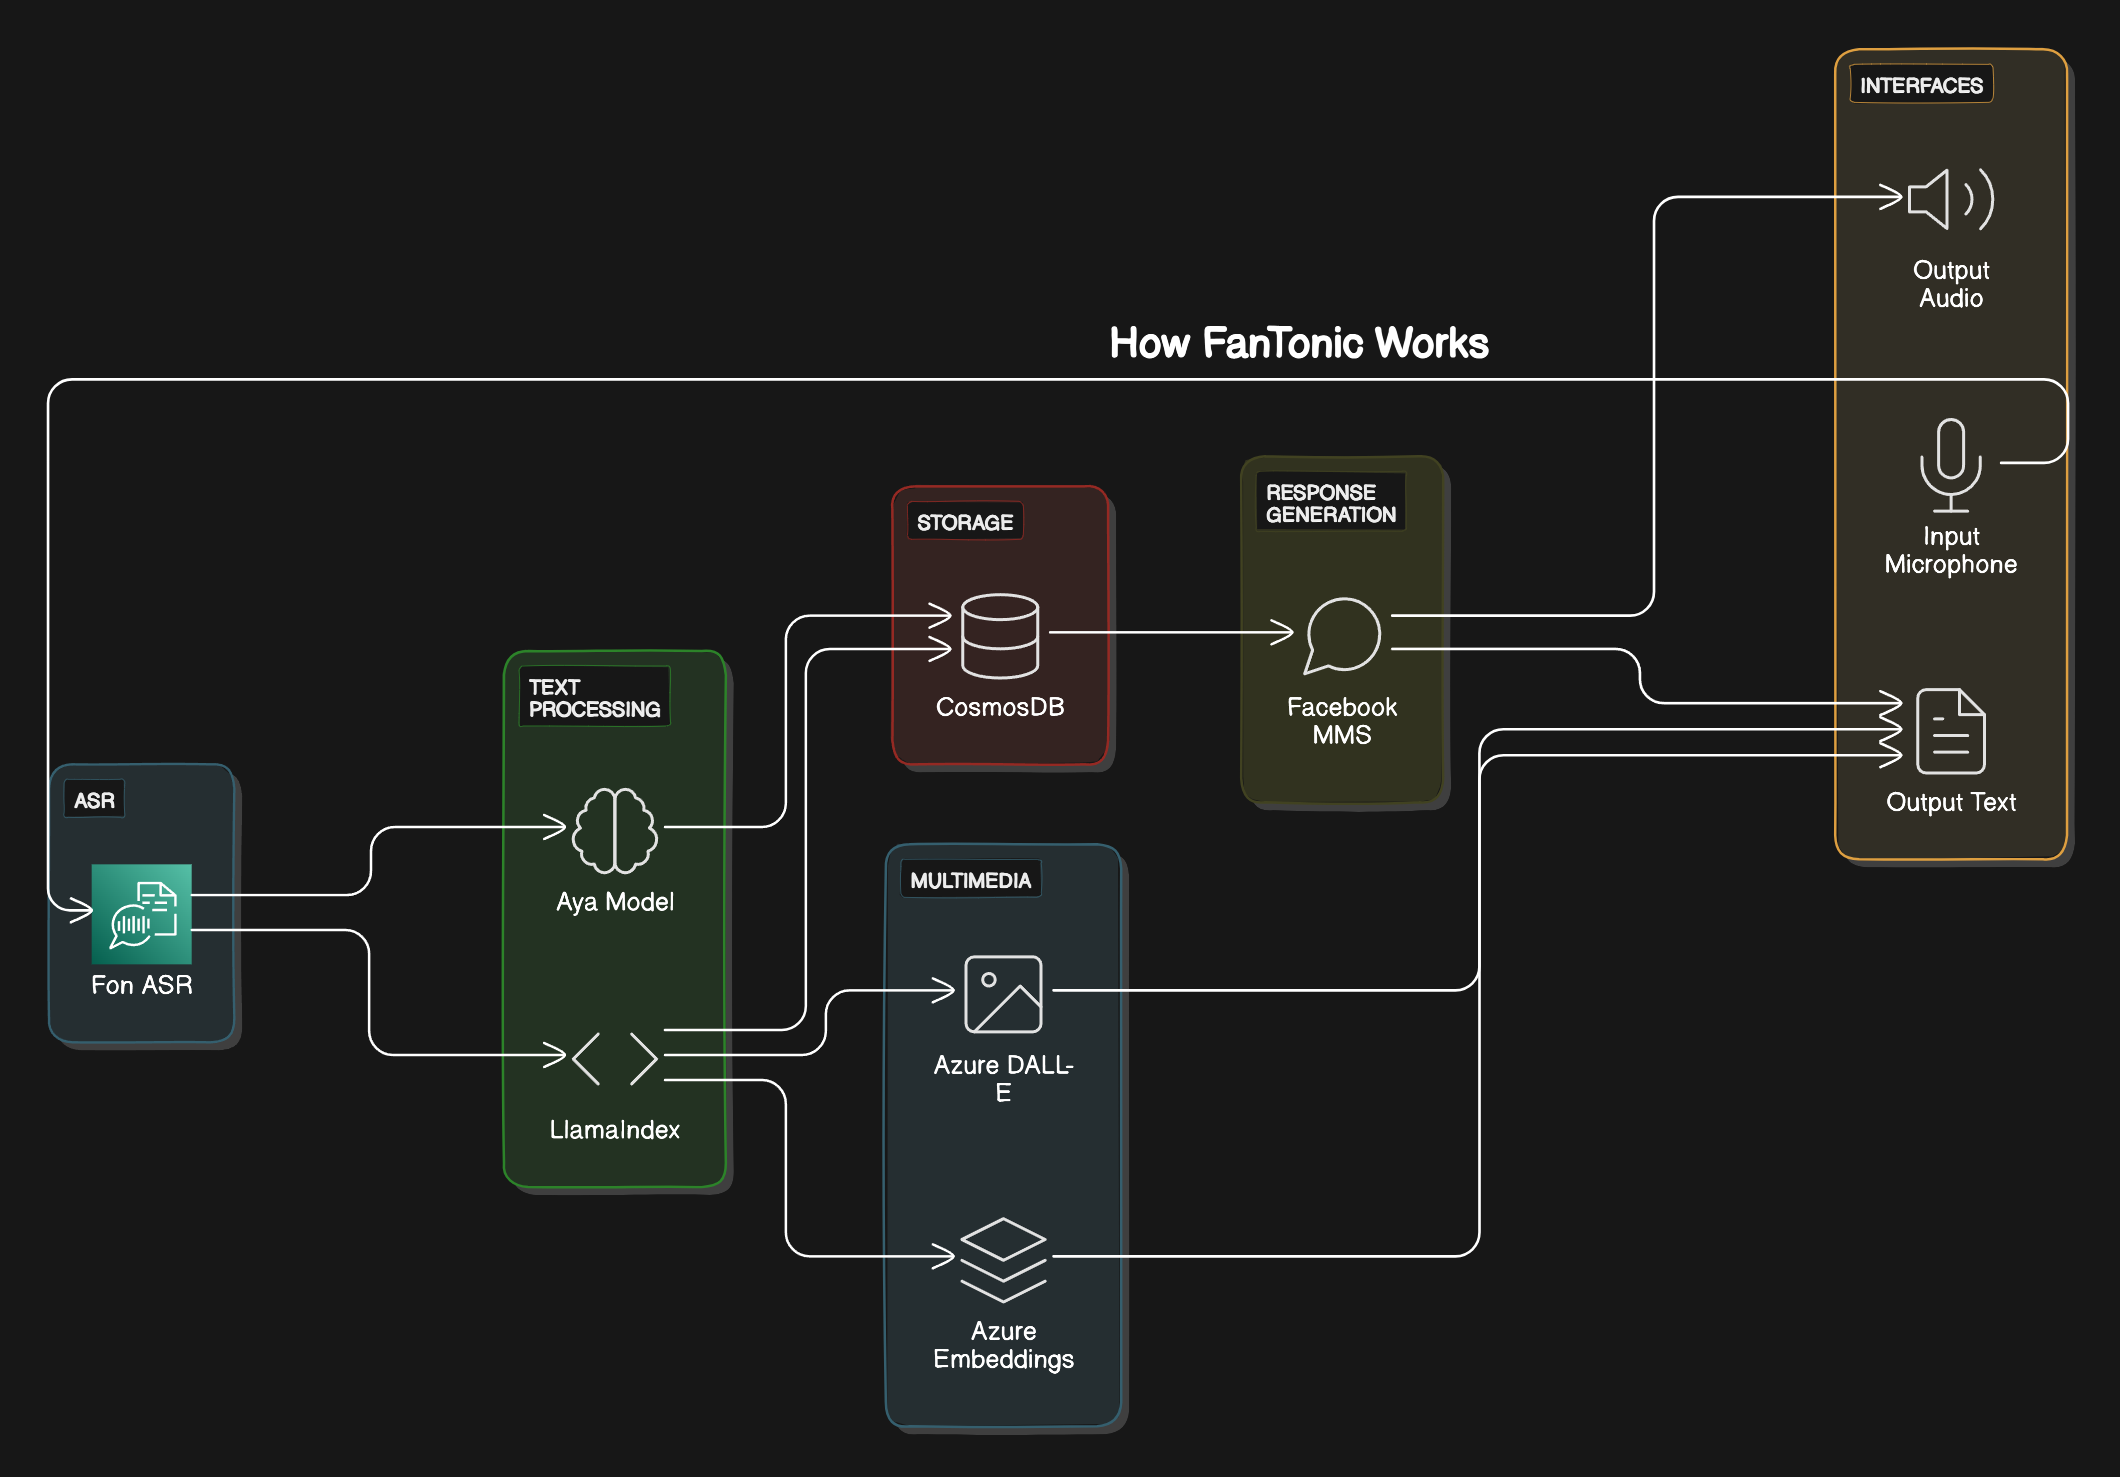 How FanTonic Works
INTERFACES
Output
Audio
Input
Microphone
Output Text
RESPONSE
GENERATION
Facebook
MMS
STORAGE
CosmosDB
TEXT
PROCESSING
Aya Model
LlamaIndex
ASR
Fon ASR
MULTIMEDIA
Azure DALL-
E
Azure
Embeddings